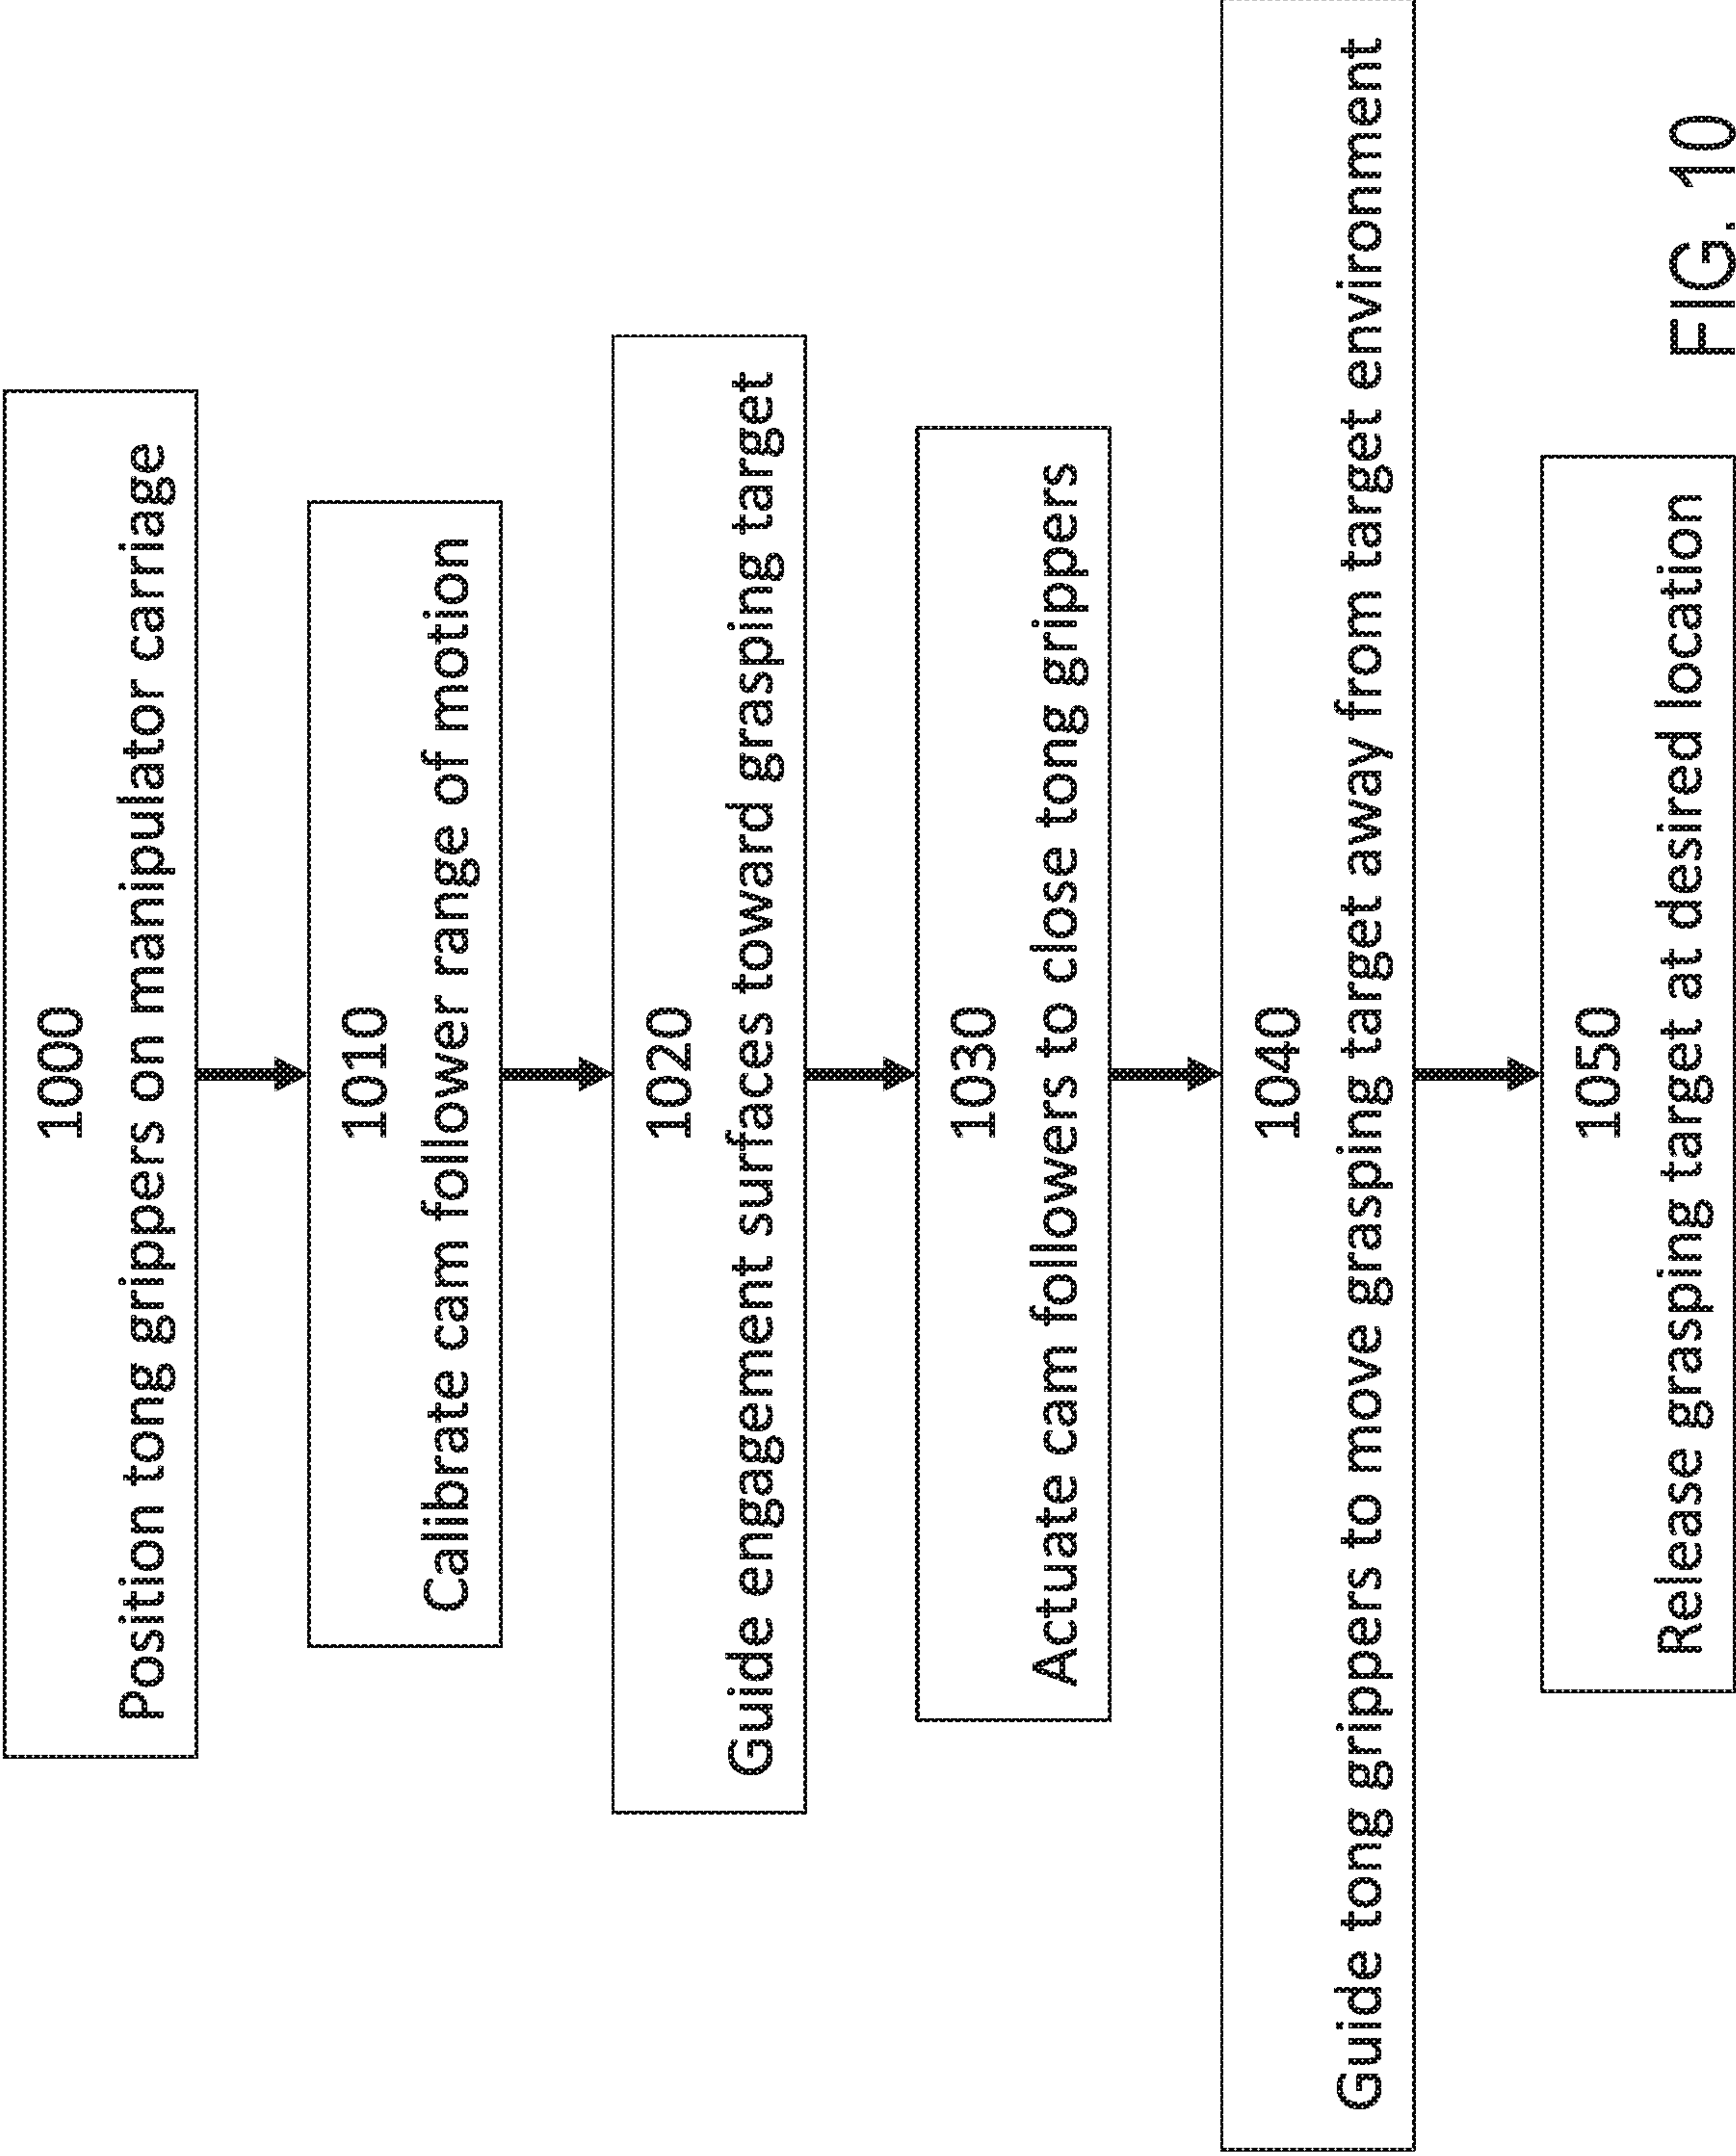 1000
Position tong grippers on manipulator carriage
1010
Calibrate cam follower range of motion
1020
Guide engagement surfaces toward grasping target
1030
Actuate cam followers to close tong grippers
1040
Guide tong grippers to move grasping target away from target environment
1050
Release grasping target at desired location
FIG. 10